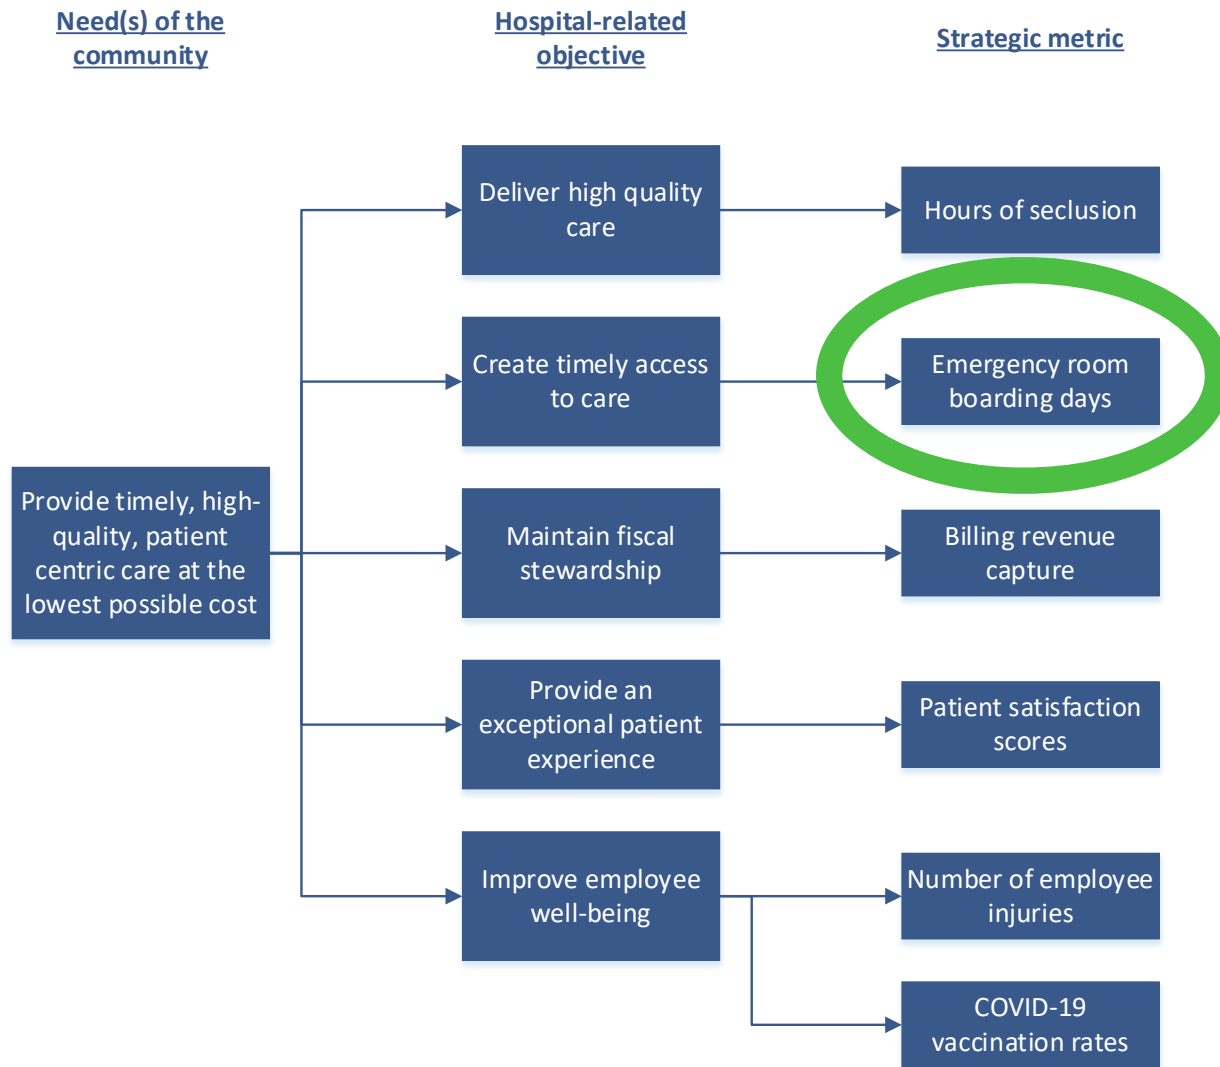 Need(s) of the
community
Hospital-related
objective
Strategic metric
Deliver high quality
care
Hours of seclusion
Create timely access
to care
Emergency room
boarding days
Provide timely, high-
quality, patient
centric care at the
lowest possible cost
Maintain fiscal
stewardship
Billing revenue
capture
Provide an
exceptional patient
experience
Patient satisfaction
scores
Improve employee
well-being
Number of employee
injuries
COVID-19
vaccination rates